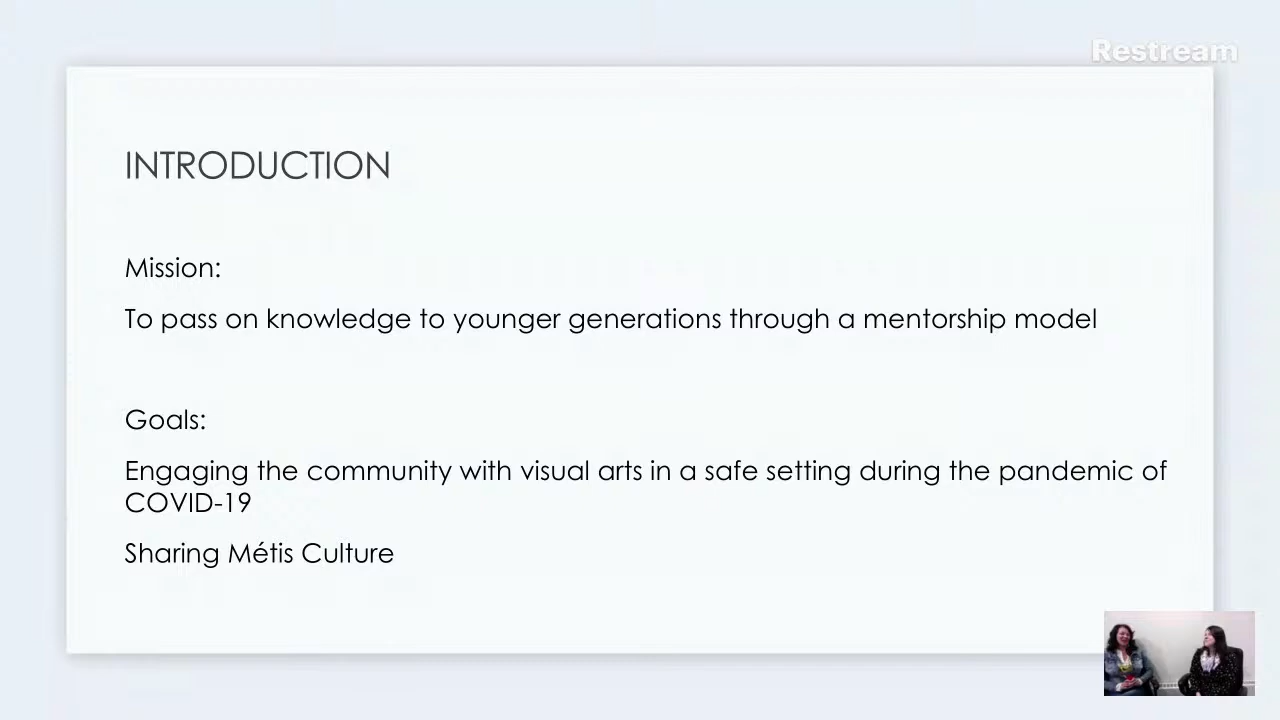 Restream
INTRODUCTION
Mission:
To pass on knowledge to younger generations through a mentorship model
Goals:
Engaging the community with visual arts in a safe setting during the pandemic of
COVID-19
Sharing Métis Culture